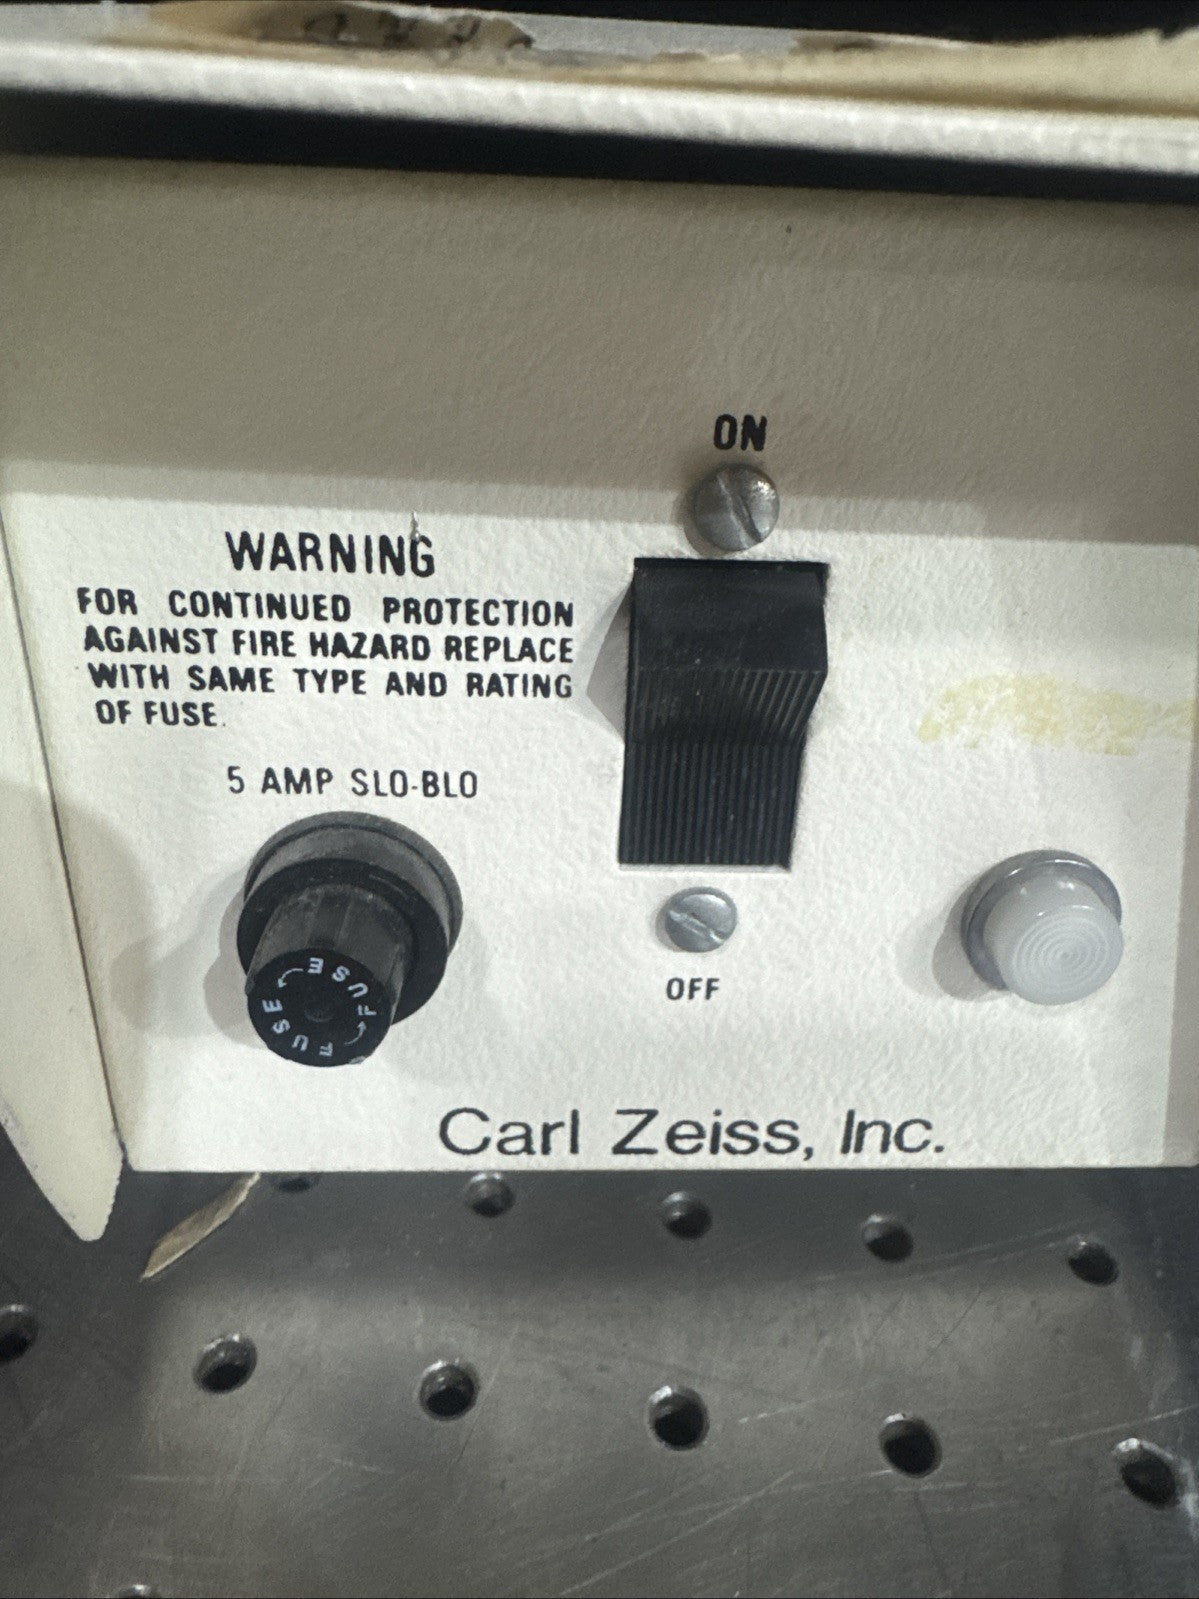 ON
WARNING
FOR CONTINUED PROTECTION
AGAINST FIRE HAZARD REPLACE
WITH SAME TYPE AND RATING
OF FUSE.
5 AMP SLO-BLO
FUSE
FUSE
OFF
Carl Zeiss, Inc.